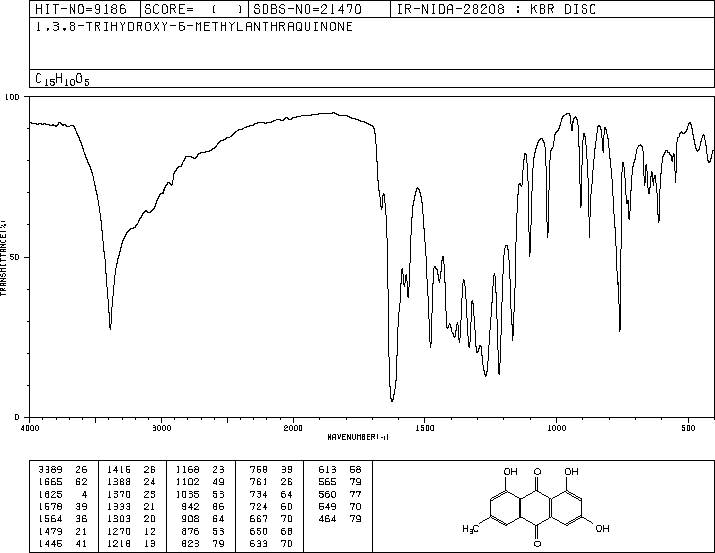 HIT-NO=9186 SCORE= ( ) SDBS-NO=21470 IR-NIDA-28208 : KBR DISC
1,3,8-TRIHYDROXY-6-METHYLANTHRAQUINONE
C15H10O5
100
50
0
TRANSMITTANCE(%)
4000 3000 2000 1500 1000 500
WAVENUMBER(-1)
3389 26 1416 26 1168 23 768 39 613 58
1665 62 1388 24 1102 49 761 26 565 79
1625 4 1370 23 1035 53 734 64 560 77
1578 39 1333 21 942 86 724 60 549 70
1564 36 1303 20 908 64 667 70 464 79
1479 21 1270 12 876 53 650 68
1446 41 1218 13 823 79 633 70
OH O OH
H3C O OH